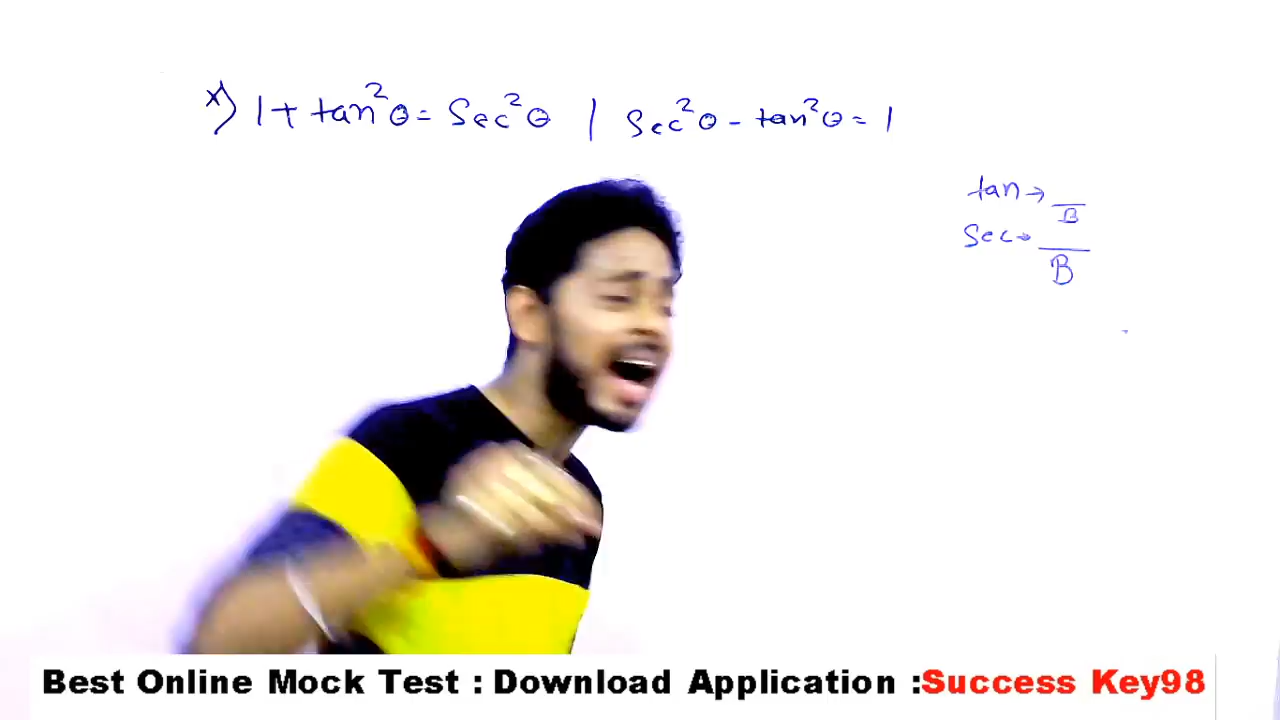 *) 1 + tan²θ = Sec²θ | Sec²θ - tan²θ = 1
tan → _
B
Sec → _
B
Best Online Mock Test : Download Application :Success Key98